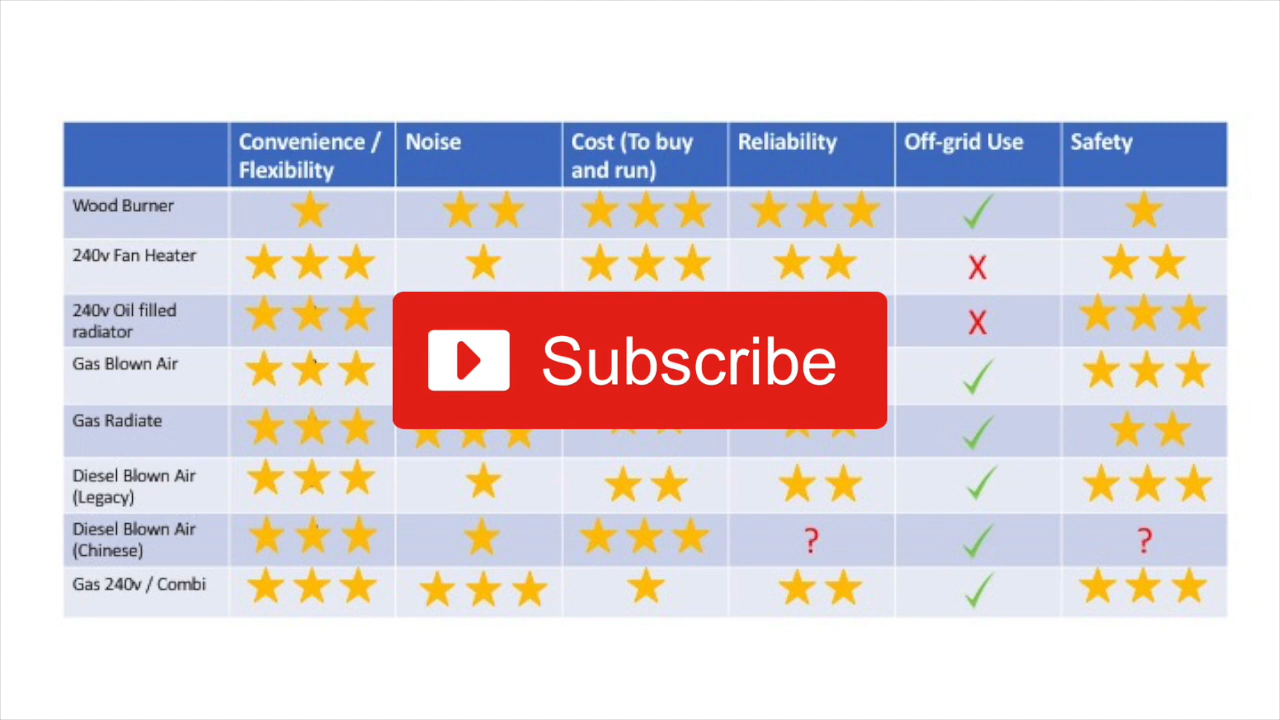 Convenience / Flexibility Noise Cost (To buy and run) Reliability Off-grid Use Safety
Wood Burner
240v Fan Heater X
240v Oil filled
radiator X
Gas Blown Air
Subscribe
Gas Radiate
Diesel Blown Air
(Legacy)
Diesel Blown Air
(Chinese) ? ?
Gas 240v / Combi